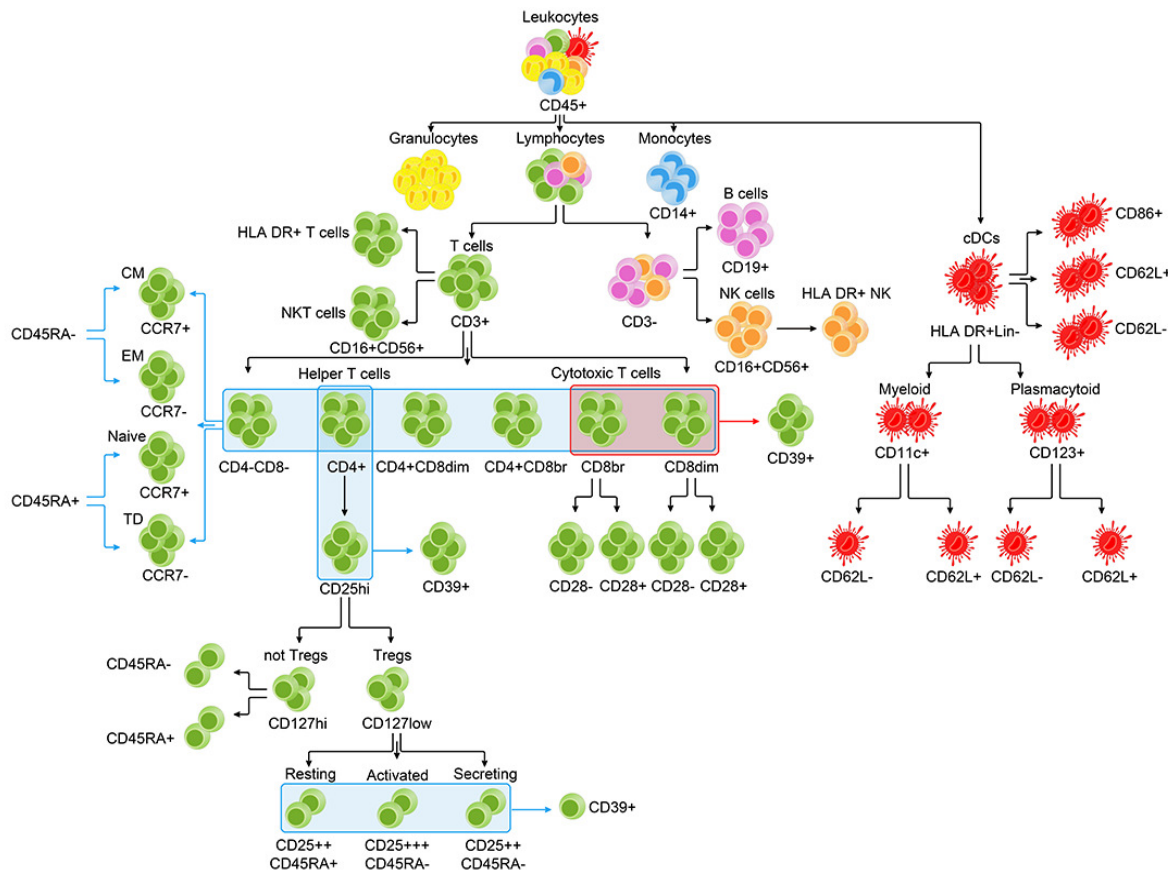 Leukocytes
CD45+
Granulocytes
Lymphocytes
Monocytes
CD14+
B cells
CD19+
CD86+
HLA DR+ T cells
T cells
cDCs
CD62L+
CM
NKT cells
CD3+
CD3-
NK cells
HLA DR+ NK
CD45RA-
CCR7+
CD16+CD56+
CD16+CD56+
HLA DR+Lin-
CD62L-
EM
CCR7-
Helper T cells
Cytotoxic T cells
Myeloid
Plasmacytoid
Naive
CD4-CD8-
CD4+
CD4+CD8dim
CD4+CD8br
CD8br
CD8dim
CD39+
CD11c+
CD123+
CD45RA+
CCR7+
TD
CCR7-
CD25hi
CD39+
CD28-
CD28+
CD28-
CD28+
CD62L-
CD62L+
CD62L-
CD62L+
CD45RA-
not Tregs
Tregs
CD45RA+
CD127hi
CD127low
Resting
Activated
Secreting
CD39+
CD25++
CD45RA+
CD25+++
CD45RA-
CD25++
CD45RA-